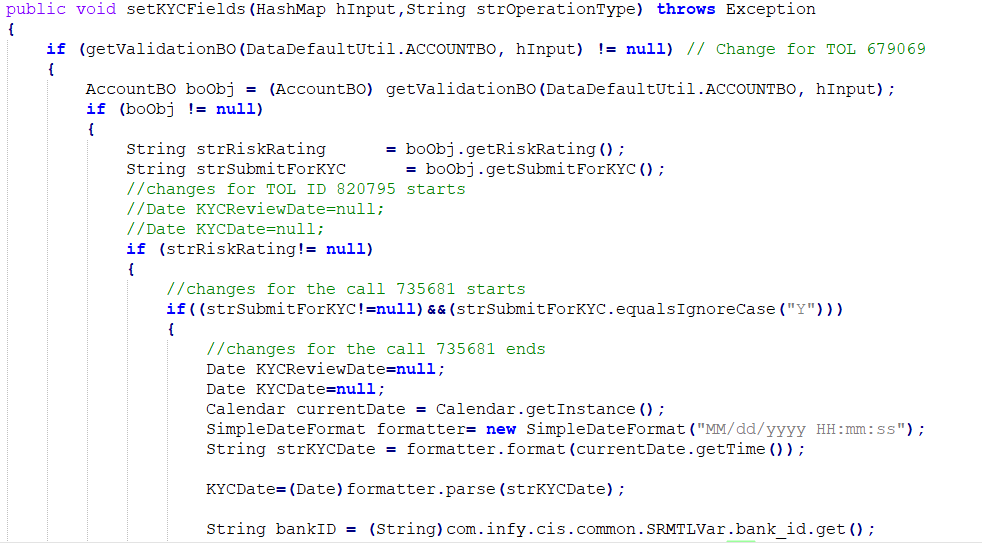 public void setKYCFields(HashMap hInput,String strOperationType) throws Exception
{
if (getValidationBO(DataDefaultUtil.ACCOUNTBO, hInput) != null) // Change for TOL 679069
{
AccountBO boObj = (AccountBO) getValidationBO(DataDefaultUtil.ACCOUNTBO, hInput);
if (boObj != null)
{
String strRiskRating = boObj.getRiskRating();
String strSubmitForKYC = boObj.getSubmitForKYC();
//changes for TOL ID 820795 starts
//Date KYCReviewDate=null;
//Date KYCDate=null;
if (strRiskRating!= null)
{
//changes for the call 735681 starts
if((strSubmitForKYC!=null)&&(strSubmitForKYC.equalsIgnoreCase("Y")))
{
//changes for the call 735681 ends
Date KYCReviewDate=null;
Date KYCDate=null;
Calendar currentDate = Calendar.getInstance();
SimpleDateFormat formatter= new SimpleDateFormat("MM/dd/yyyy HH:mm:ss");
String strKYCDate = formatter.format(currentDate.getTime());
KYCDate=(Date)formatter.parse(strKYCDate);
String bankID = (String)com.infy.cis.common.SRMTLVar.bank_id.get();